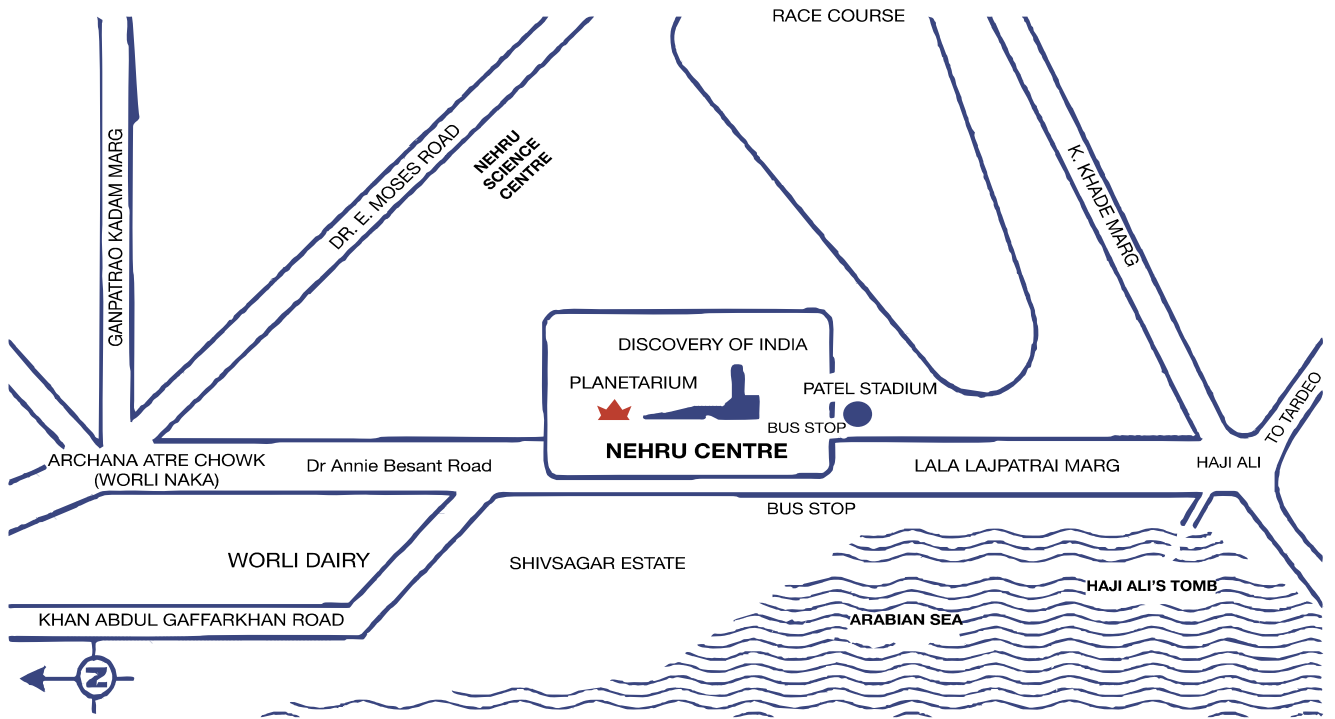 RACE COURSE
GANPATRAO KADAM MARG
DR. E. MOSES ROAD
NEHRU
SCIENCE
CENTRE
K. KHADE MARG
DISCOVERY OF INDIA
PLANETARIUM
PATEL STADIUM
BUS STOP
NEHRU CENTRE
TO TARDEO
ARCHANA ATRE CHOWK
(WORLI NAKA)
Dr Annie Besant Road
LALA LAJPATRAI MARG
HAJI ALI
BUS STOP
WORLI DAIRY
SHIVSAGAR ESTATE
HAJI ALI'S TOMB
ARABIAN SEA
KHAN ABDUL GAFFARKHAN ROAD
N